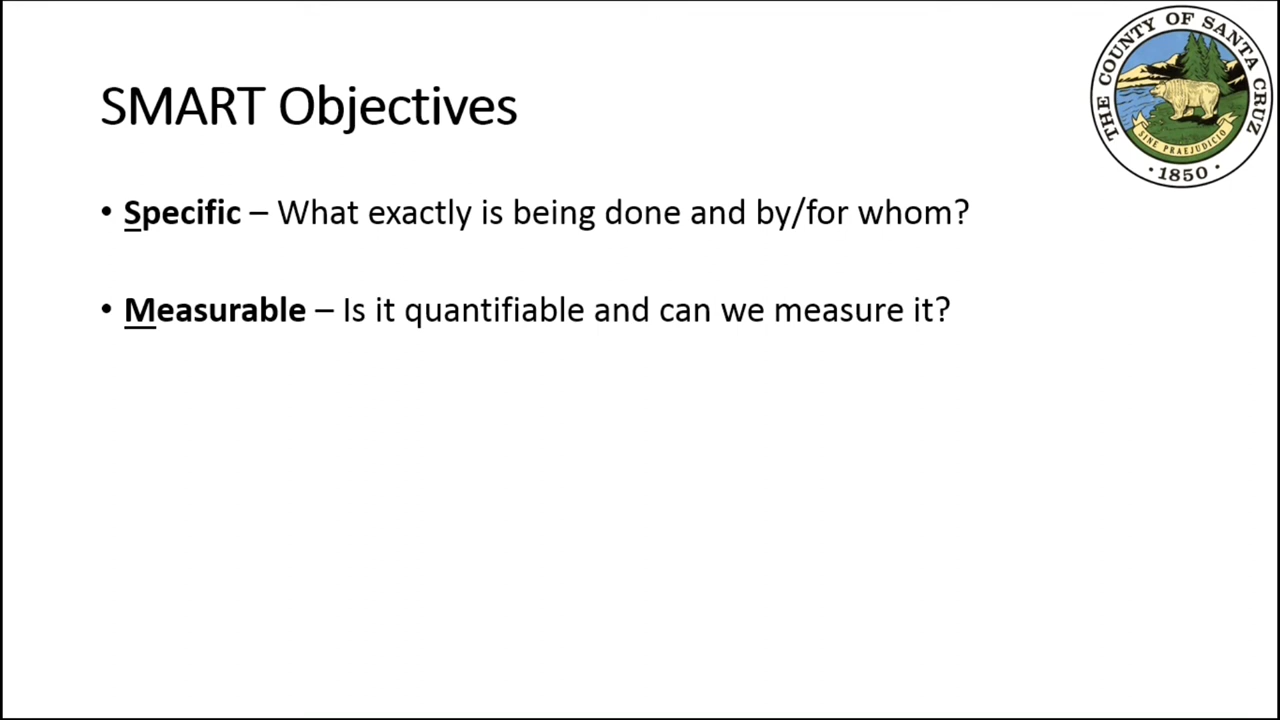 SMART Objectives
• Specific – What exactly is being done and by/for whom?
• Measurable – Is it quantifiable and can we measure it?
THE COUNTY OF SANTA CRUZ
SINE PRAEJUDICIO
· 1850 ·